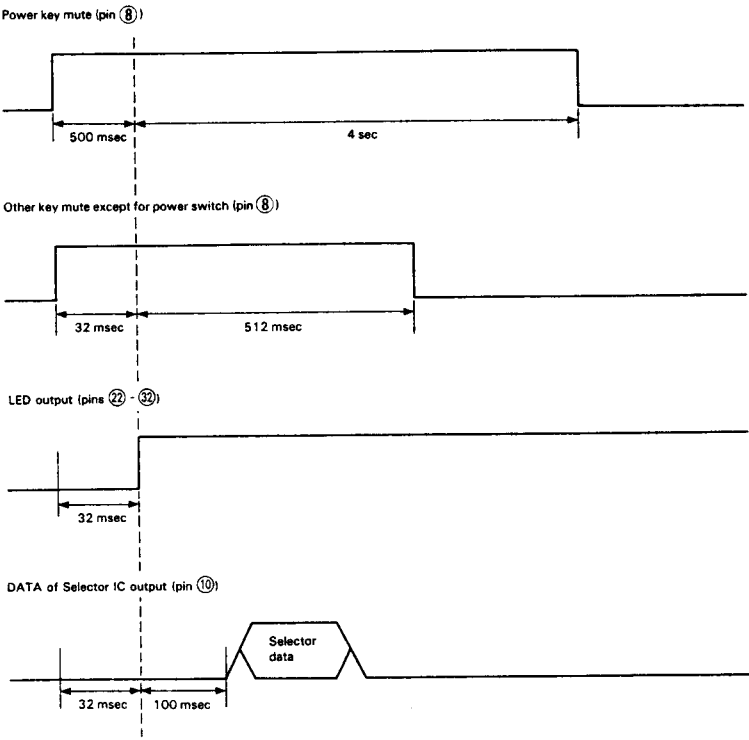 Power key mute (pin ⑧)
500 msec
4 sec
Other key mute except for power switch (pin ⑧)
32 msec
512 msec
LED output (pins ㉒ - ㉜)
32 msec
DATA of Selector IC output (pin ⑩)
Selector
data
32 msec
100 msec